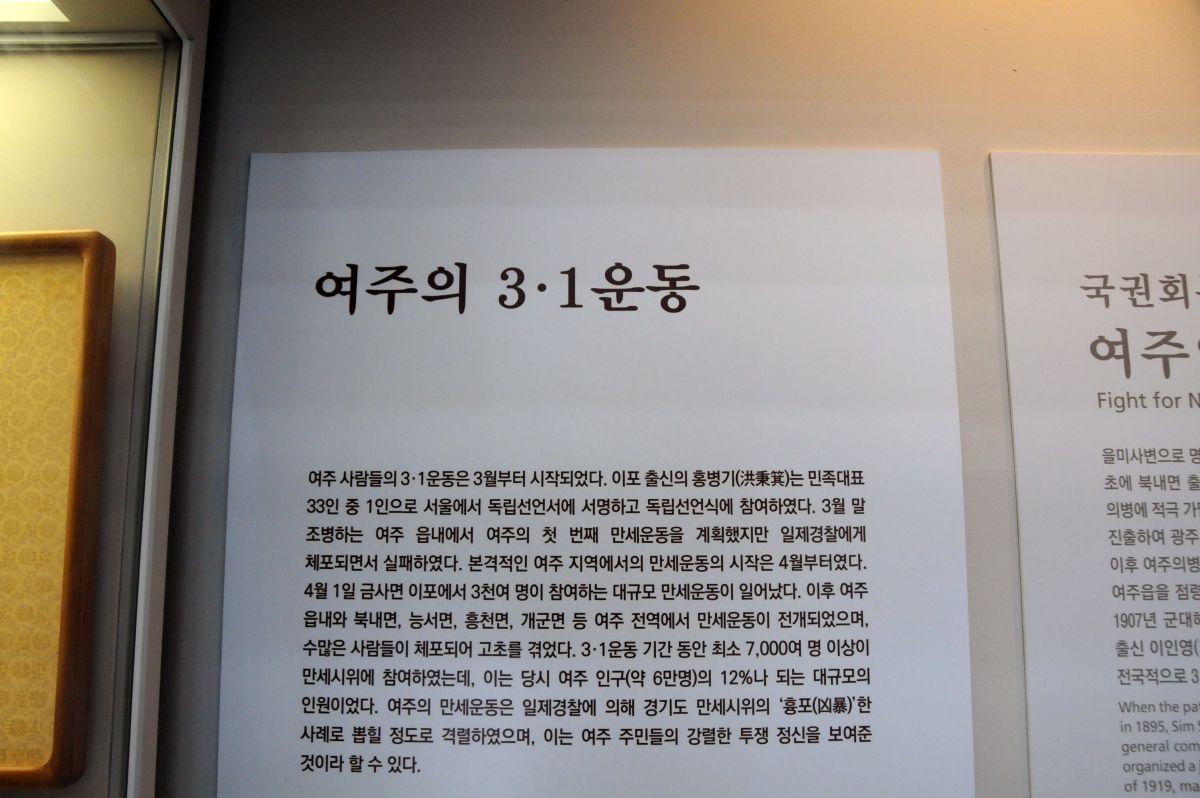 여주의 3·1운동
여주 사람들의 3·1운동은 3월부터 시작되었다. 이포 출신의 홍병기(洪秉箕)는 민족대표
33인 중 1인으로 서울에서 독립선언서에 서명하고 독립선언식에 참여하였다. 3월 말
조병하는 여주 읍내에서 여주의 첫 번째 만세운동을 계획했지만 일제경찰에게
체포되면서 실패하였다. 본격적인 여주 지역에서의 만세운동의 시작은 4월부터였다.
4월 1일 금사면 이포에서 3천여 명이 참여하는 대규모 만세운동이 일어났다. 이후 여주
읍내와 북내면, 능서면, 흥천면, 개군면 등 여주 전역에서 만세운동이 전개되었으며,
수많은 사람들이 체포되어 고초를 겪었다. 3·1운동 기간 동안 최소 7,000여 명 이상이
만세시위에 참여하였는데, 이는 당시 여주 인구(약 6만명)의 12%나 되는 대규모의
인원이었다. 여주의 만세운동은 일제경찰에 의해 경기도 만세시위의 ‘흉포(凶暴)’한
사례로 뽑힐 정도로 격렬하였으며, 이는 여주 주민들의 강렬한 투쟁 정신을 보여준
것이라 할 수 있다.
국권회
여주
Fight for N
을미사변으로 명
초에 북내면 출
의병에 적극 가
진출하여 광주
이후 여주의병
여주읍을 점령
1907년 군대해
출신 이인영(
전국적으로 3
When the pa
in 1895, Sim
general com
organized a
of 1919, ma